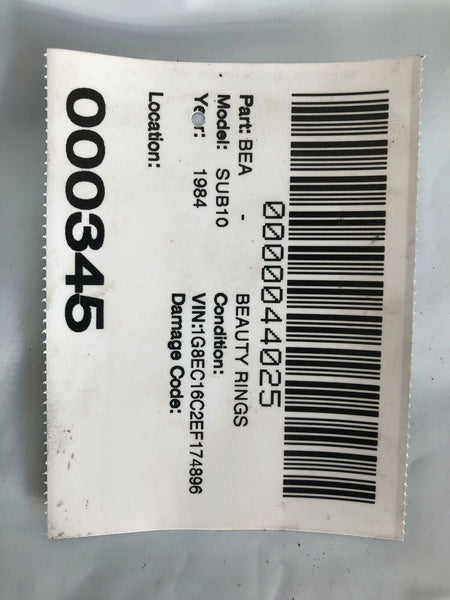 0000044025
Part: BEA - BEAUTY RINGS
Model: SUB10 Condition:
Year: 1984 VIN:1G8EC16C2EF174896
Damage Code:
Location:
000345